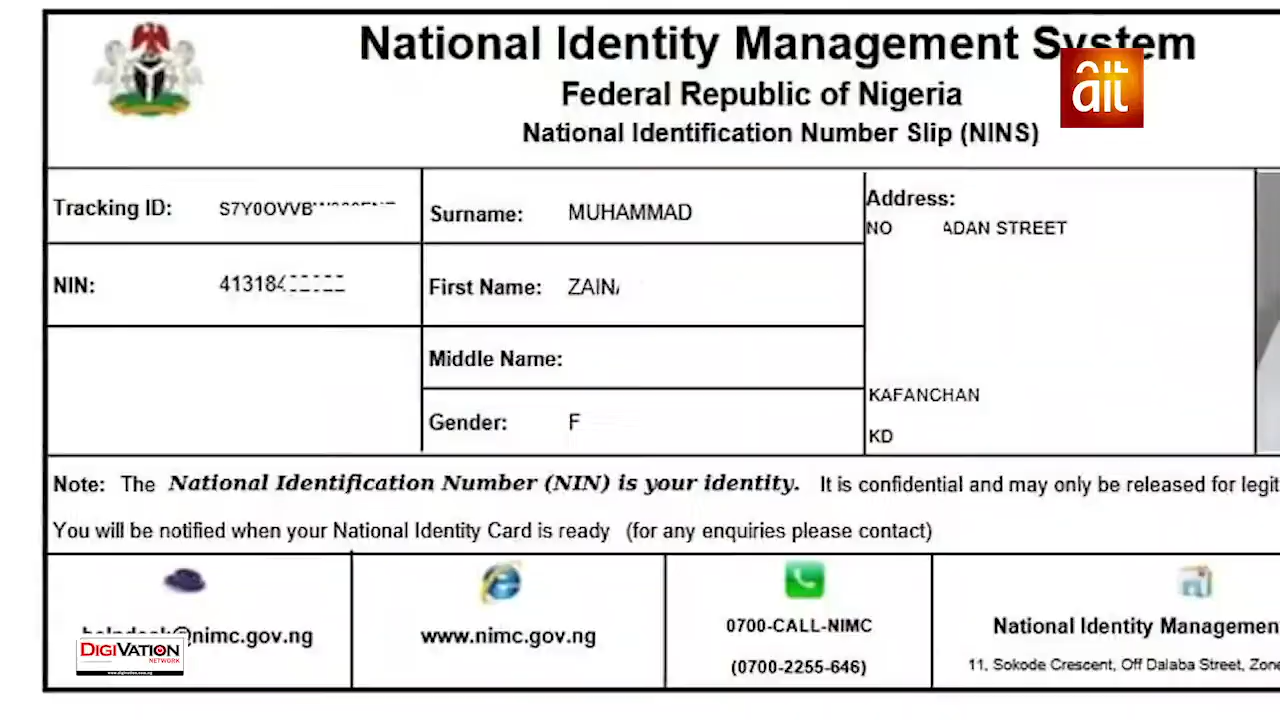 National Identity Management System
Federal Republic of Nigeria
National Identification Number Slip (NINS)
ait
Tracking ID: S7Y0OVVB
NIN: 41318
Surname: MUHAMMAD
First Name: ZAIN
Middle Name:
Gender: F
Address:
NO ADAN STREET
KAFANCHAN
KD
Note: The National Identification Number (NIN) is your identity. It is confidential and may only be released for legit
You will be notified when your National Identity Card is ready (for any enquiries please contact)
helpdesk@nimc.gov.ng
www.nimc.gov.ng
0700-CALL-NIMC
(0700-2255-646)
National Identity Managemen
11, Sokode Crescent, Off Dalaba Street, Zone
DIGIVATION
NETWORK